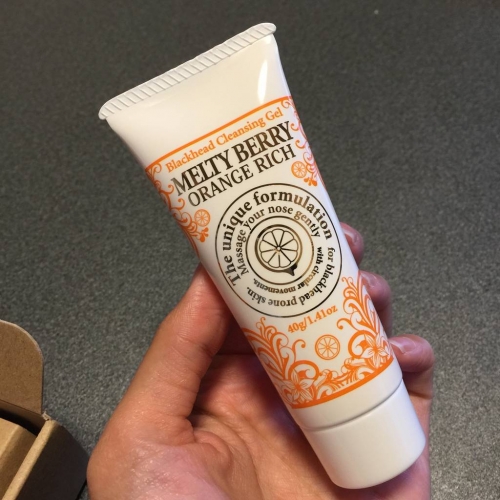 Blackhead Cleansing Gel
MELTY BERRY
ORANGE RICH
The unique formulation
for blackhead prone skin.
Massage your nose gently
with circular movements.
40g/1.41oz